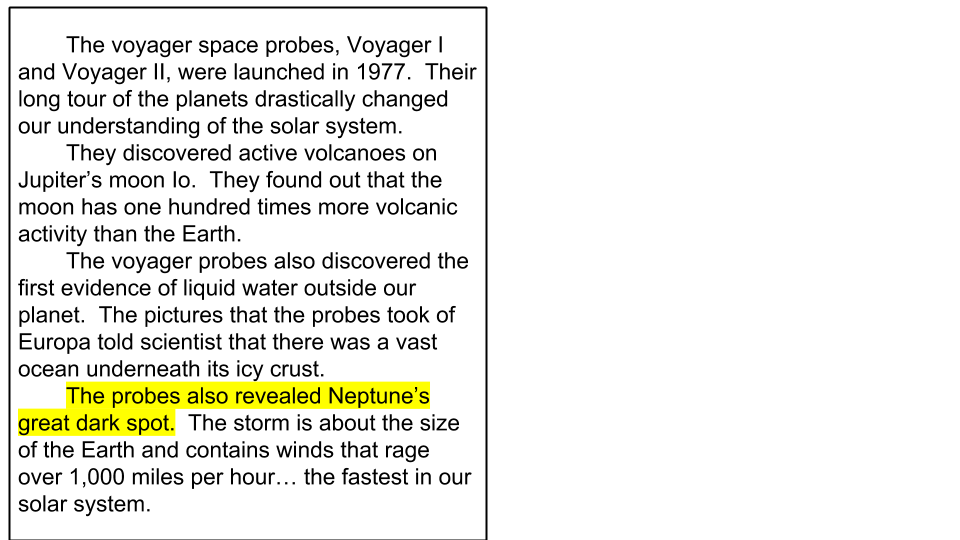 The voyager space probes, Voyager I
and Voyager II, were launched in 1977.  Their
long tour of the planets drastically changed
our understanding of the solar system.
They discovered active volcanoes on
Jupiter’s moon Io.  They found out that the
moon has one hundred times more volcanic
activity than the Earth.
The voyager probes also discovered the
first evidence of liquid water outside our
planet.  The pictures that the probes took of
Europa told scientist that there was a vast
ocean underneath its icy crust.
The probes also revealed Neptune’s
great dark spot.  The storm is about the size
of the Earth and contains winds that rage
over 1,000 miles per hour… the fastest in our
solar system.